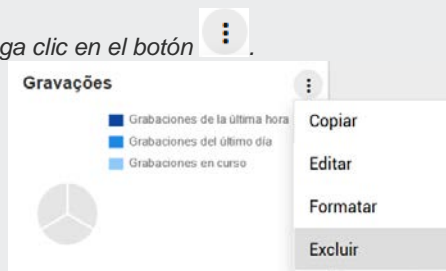 ga clic en el botón .
Gravações
Grabaciones de la última hora
Grabaciones del último día
Grabaciones en curso
Copiar
Editar
Formatar
Excluir